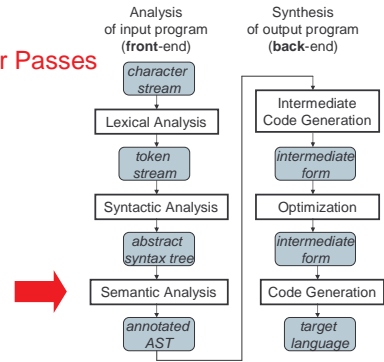 r Passes
Analysis
of input program
(front-end)
character
stream
Lexical Analysis
token
stream
Syntactic Analysis
abstract
syntax tree
Semantic Analysis
annotated
AST
Synthesis
of output program
(back-end)
Intermediate
Code Generation
intermediate
form
Optimization
intermediate
form
Code Generation
target
language